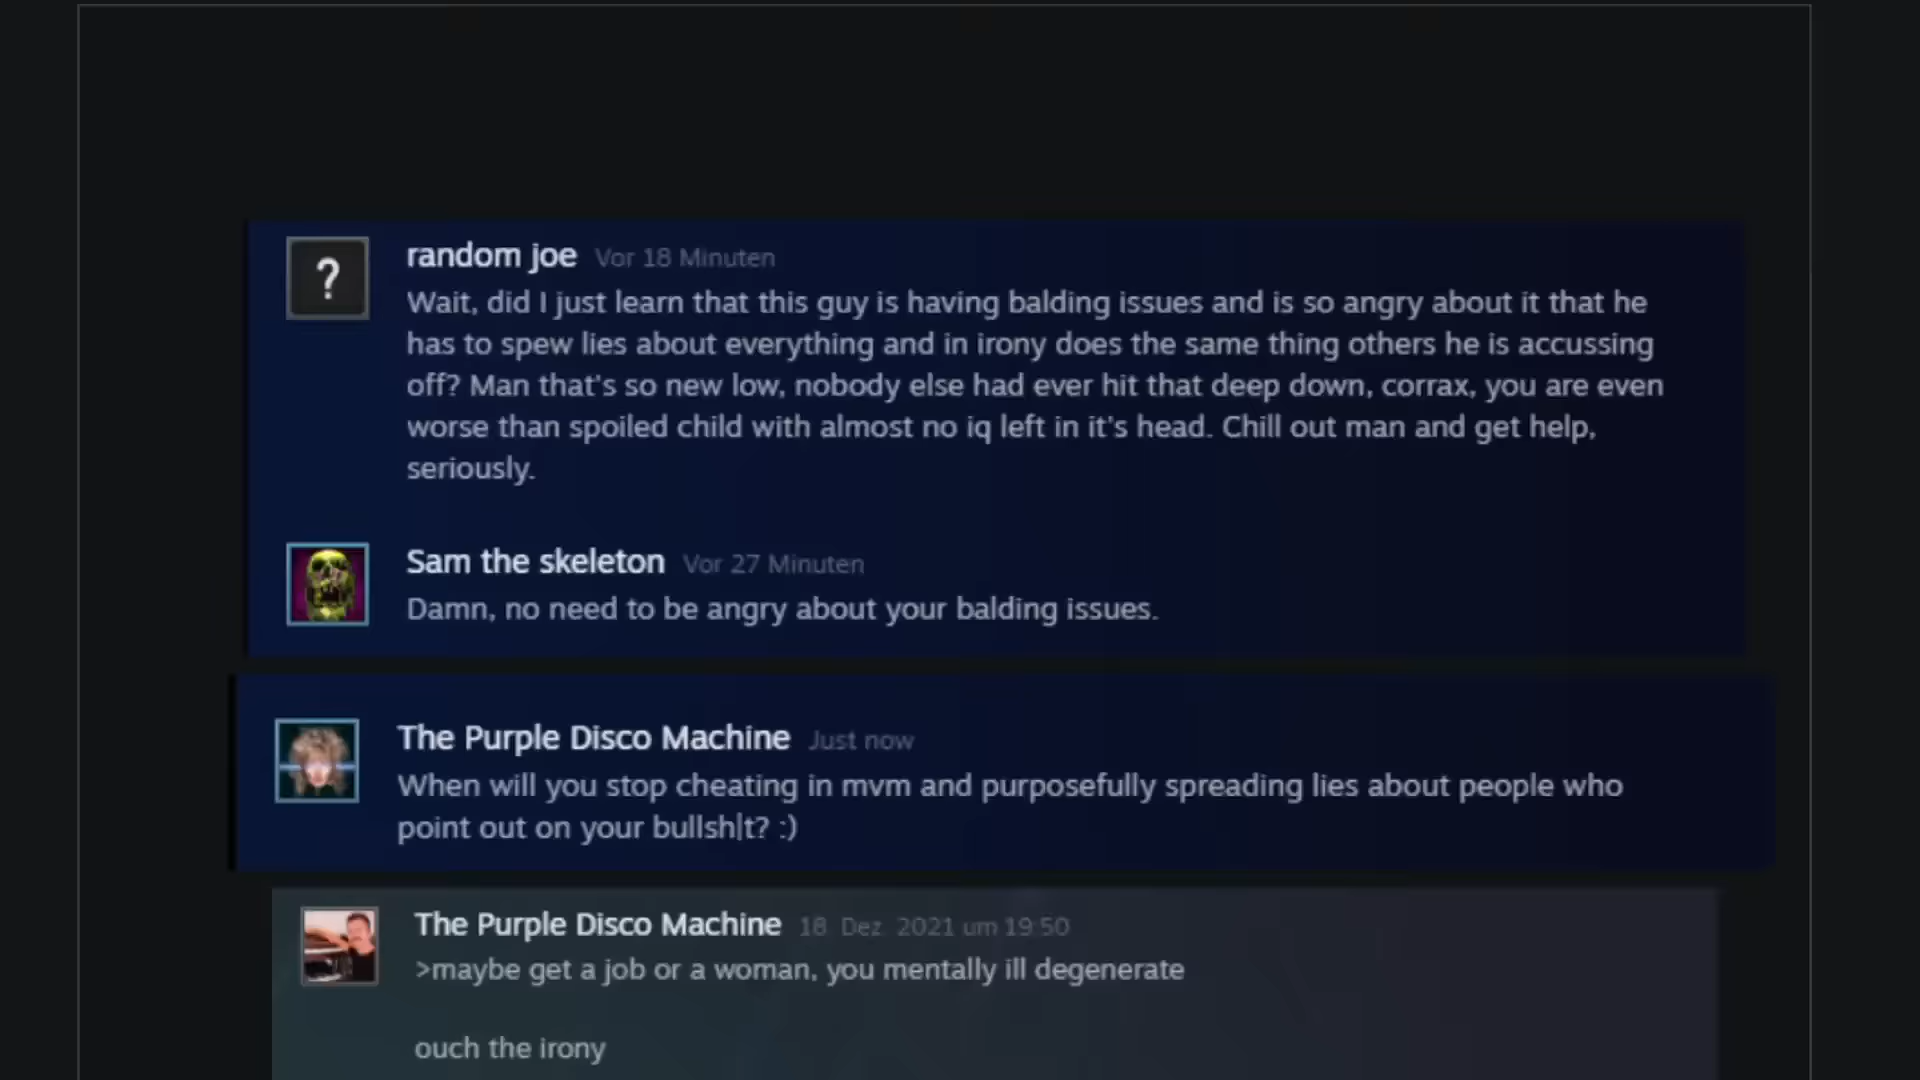 ?
random joe Vor 18 Minuten
Wait, did I just learn that this guy is having balding issues and is so angry about it that he
has to spew lies about everything and in irony does the same thing others he is accussing
off? Man that's so new low, nobody else had ever hit that deep down, corrax, you are even
worse than spoiled child with almost no iq left in it's head. Chill out man and get help,
seriously.
Sam the skeleton Vor 27 Minuten
Damn, no need to be angry about your balding issues.
The Purple Disco Machine Just now
When will you stop cheating in mvm and purposefully spreading lies about people who
point out on your bullsh|t? :)
The Purple Disco Machine 18. Dez. 2021 um 19:50
>maybe get a job or a woman, you mentally ill degenerate
ouch the irony